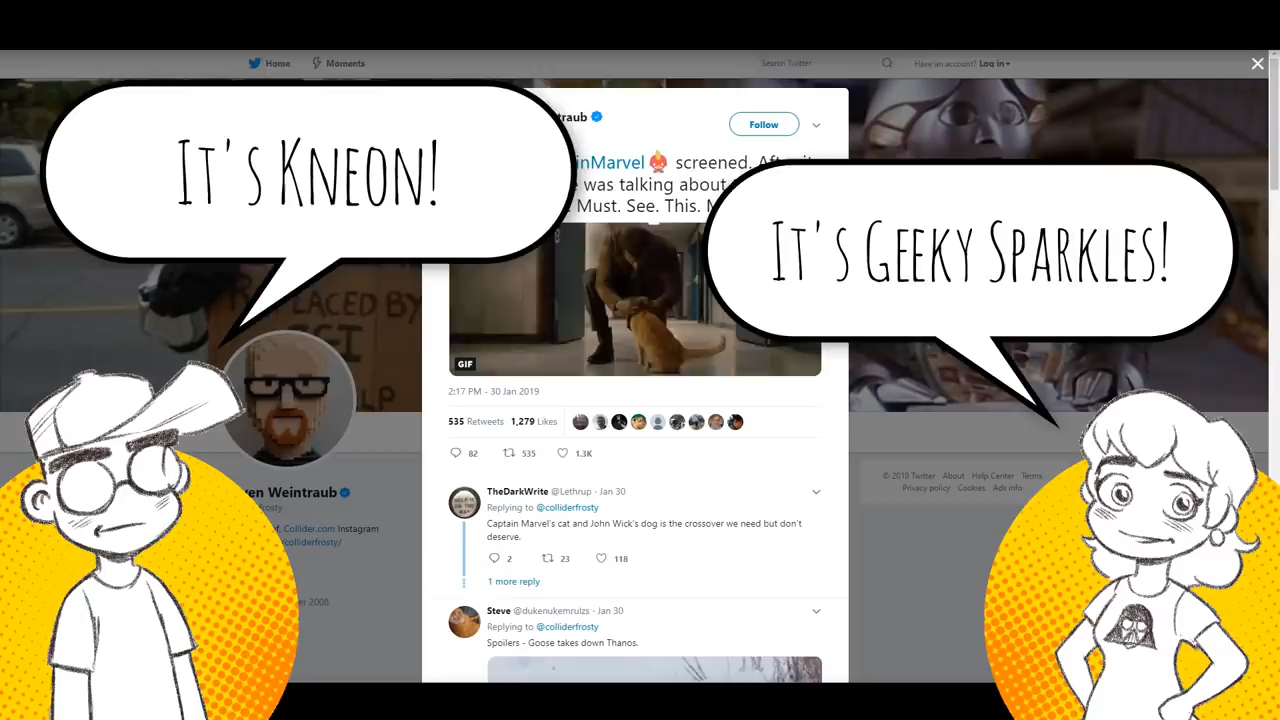 Home Moments Search Twitter Have an account? Log in
It's Kneon!
traub
Follow
inMarvel screened.
was talking about
Must. See. This.
It's Geeky Sparkles!
REPLACED BY
GIF
2:17 PM - 30 Jan 2019
535 Retweets 1,279 Likes
82 535 1.3K
ven Weintraub
frosty
Collider.com Instagram
colliderfrosty/
2008
TheDarkWrite @Lethrup · Jan 30
Replying to @colliderfrosty
Captain Marvel's cat and John Wick's dog is the crossover we need but don't
deserve.
2 23 118
1 more reply
Steve @dukenukemrulzs · Jan 30
Replying to @colliderfrosty
Spoilers - Goose takes down Thanos.
© 2019 Twitter About Help Center Terms
Privacy policy Cookies Ads info